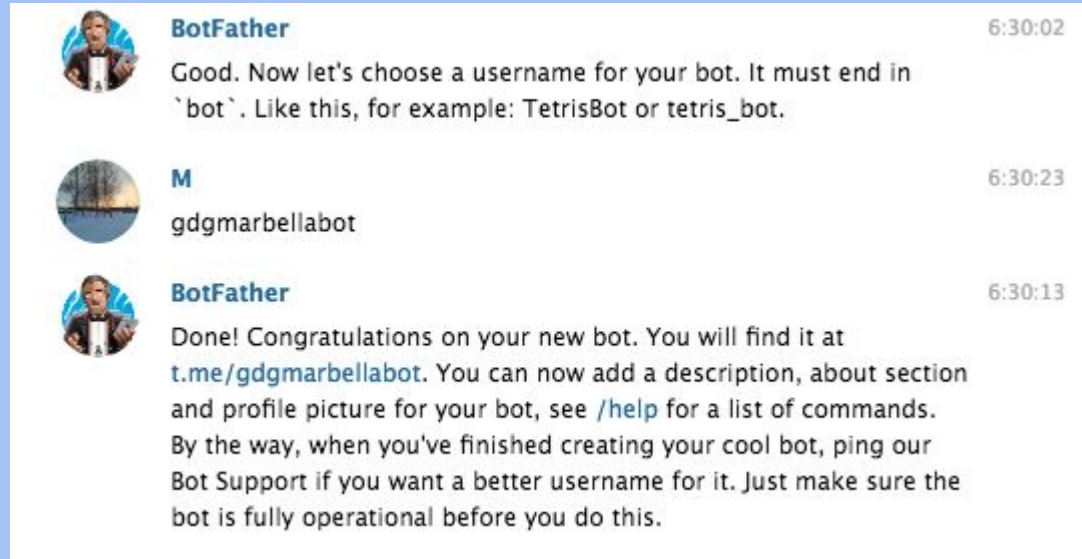 BotFather 6:30:02
Good. Now let's choose a username for your bot. It must end in
`bot`. Like this, for example: TetrisBot or tetris_bot.
M 6:30:23
gdgmarbellabot
BotFather 6:30:13
Done! Congratulations on your new bot. You will find it at
t.me/gdgmarbellabot. You can now add a description, about section
and profile picture for your bot, see /help for a list of commands.
By the way, when you've finished creating your cool bot, ping our
Bot Support if you want a better username for it. Just make sure the
bot is fully operational before you do this.